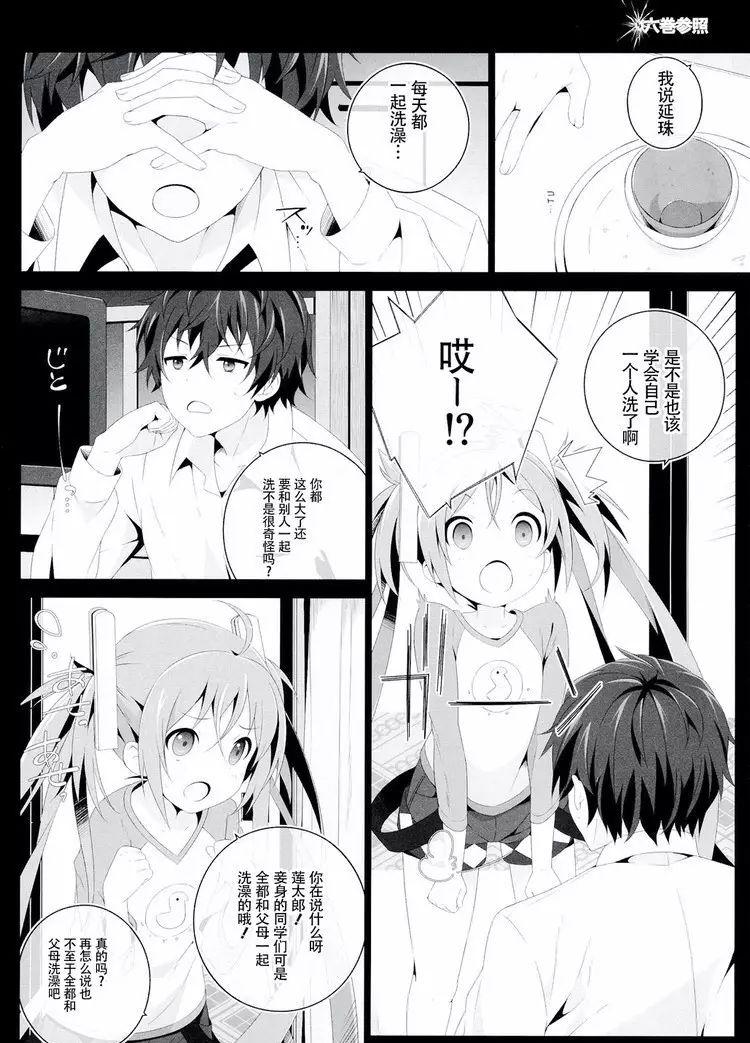 六巻参照
我说延珠
每天都
一起洗澡…
…TU
是不是也该
学会自己
一个人洗了啊
哎ー!?
じとー
你都
这么大了还
要和别人一起
洗不是很奇怪吗?
你在说什么呀
莲太郎!
妾身的同学们可是
全都和父母一起
洗澡的哦!
真的吗?
再怎么说也
不至于全都和
父母洗澡吧